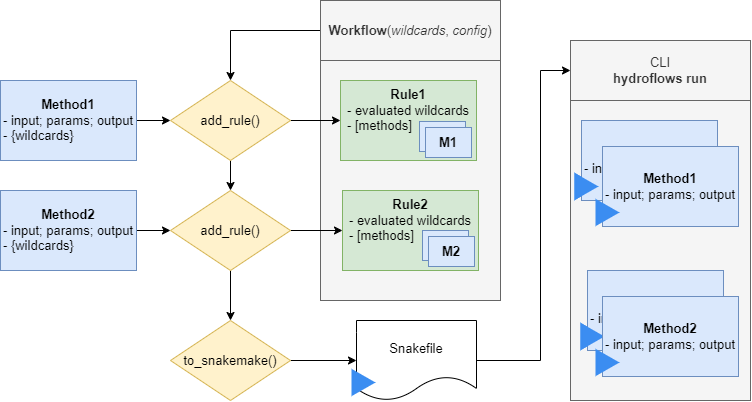 Workflow(wildcards, config)
Method1
- input; params; output
- {wildcards}
add_rule()
Rule1
- evaluated wildcards
- [methods]
M1
Method2
- input; params; output
- {wildcards}
add_rule()
Rule2
- evaluated wildcards
- [methods]
M2
to_snakemake()
Snakefile
CLI
hydroflows run
- in
Method1
- input; params; output
- in
Method2
- input; params; output